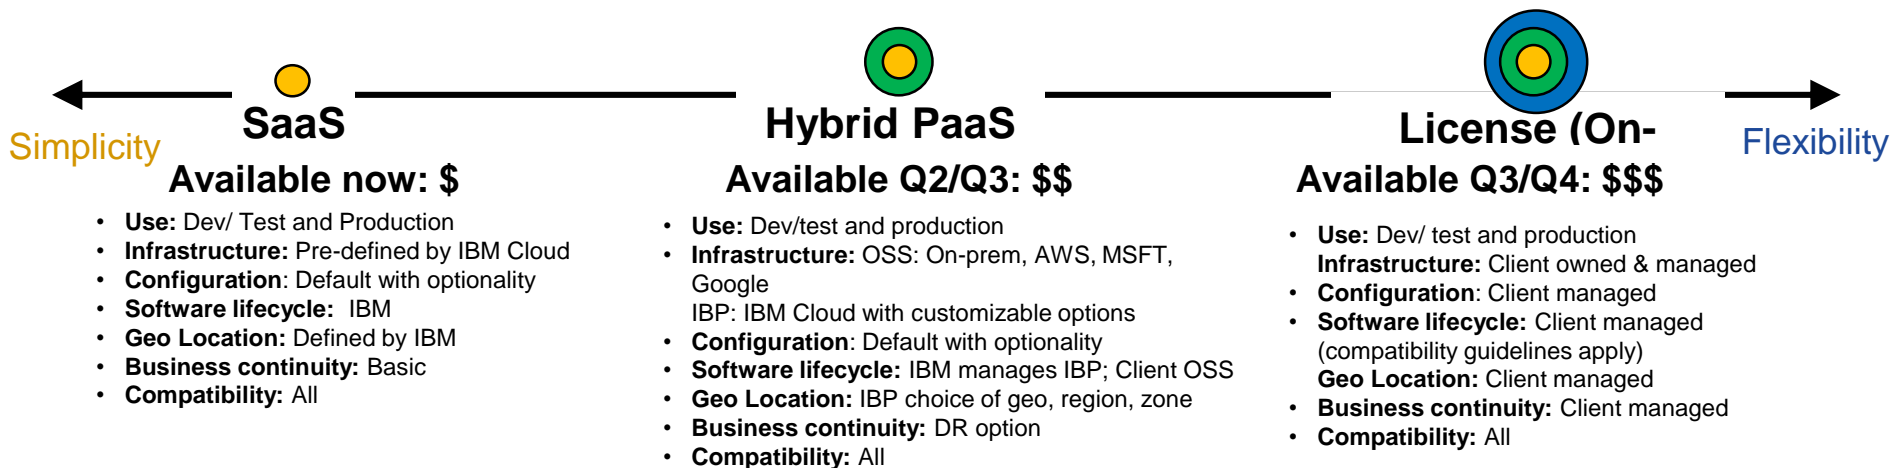 Simplicity
SaaS
Available now: $
• Use: Dev/ Test and Production
• Infrastructure: Pre-defined by IBM Cloud
• Configuration: Default with optionality
• Software lifecycle: IBM
• Geo Location: Defined by IBM
• Business continuity: Basic
• Compatibility: All
Hybrid PaaS
Available Q2/Q3: $$
• Use: Dev/test and production
• Infrastructure: OSS: On-prem, AWS, MSFT,
Google
IBP: IBM Cloud with customizable options
• Configuration: Default with optionality
• Software lifecycle: IBM manages IBP; Client OSS
• Geo Location: IBP choice of geo, region, zone
• Business continuity: DR option
• Compatibility: All
License (On-
Available Q3/Q4: $$$
• Use: Dev/ test and production
Infrastructure: Client owned & managed
• Configuration: Client managed
• Software lifecycle: Client managed
(compatibility guidelines apply)
Geo Location: Client managed
• Business continuity: Client managed
• Compatibility: All
Flexibility